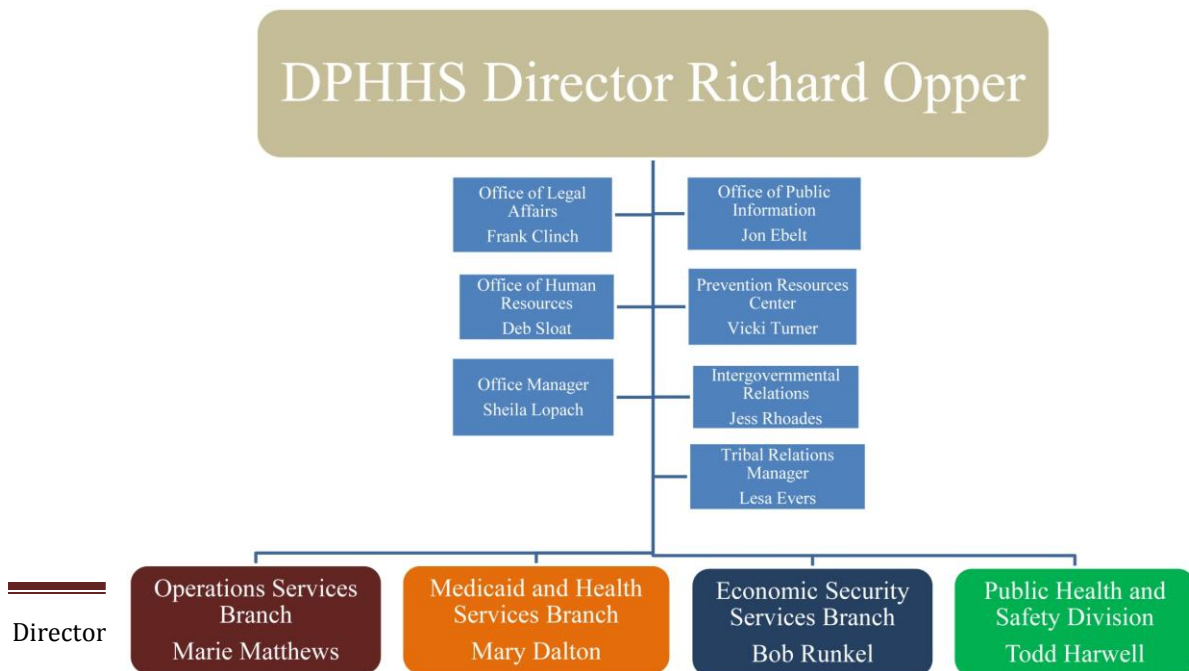 DPHHS Director Richard Opper
Office of Legal
Affairs
Frank Clinch
Office of Public
Information
Jon Ebelt
Office of Human
Resources
Deb Sloat
Prevention Resources
Center
Vicki Turner
Office Manager
Sheila Lopach
Intergovernmental
Relations
Jess Rhoades
Tribal Relations
Manager
Lesa Evers
Director
Operations Services
Branch
Marie Matthews
Medicaid and Health
Services Branch
Mary Dalton
Economic Security
Services Branch
Bob Runkel
Public Health and
Safety Division
Todd Harwell